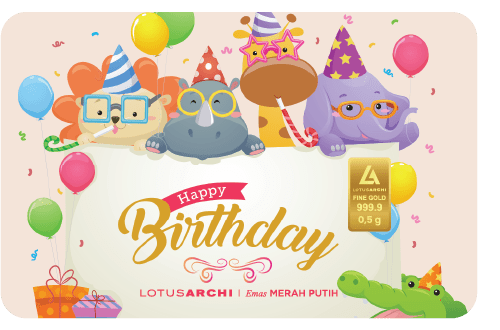 Happy
Birthday
LOTUSARCHI
FINE GOLD
999.9
0,5 g
LOTUSARCHI | Emas MERAH PUTIH